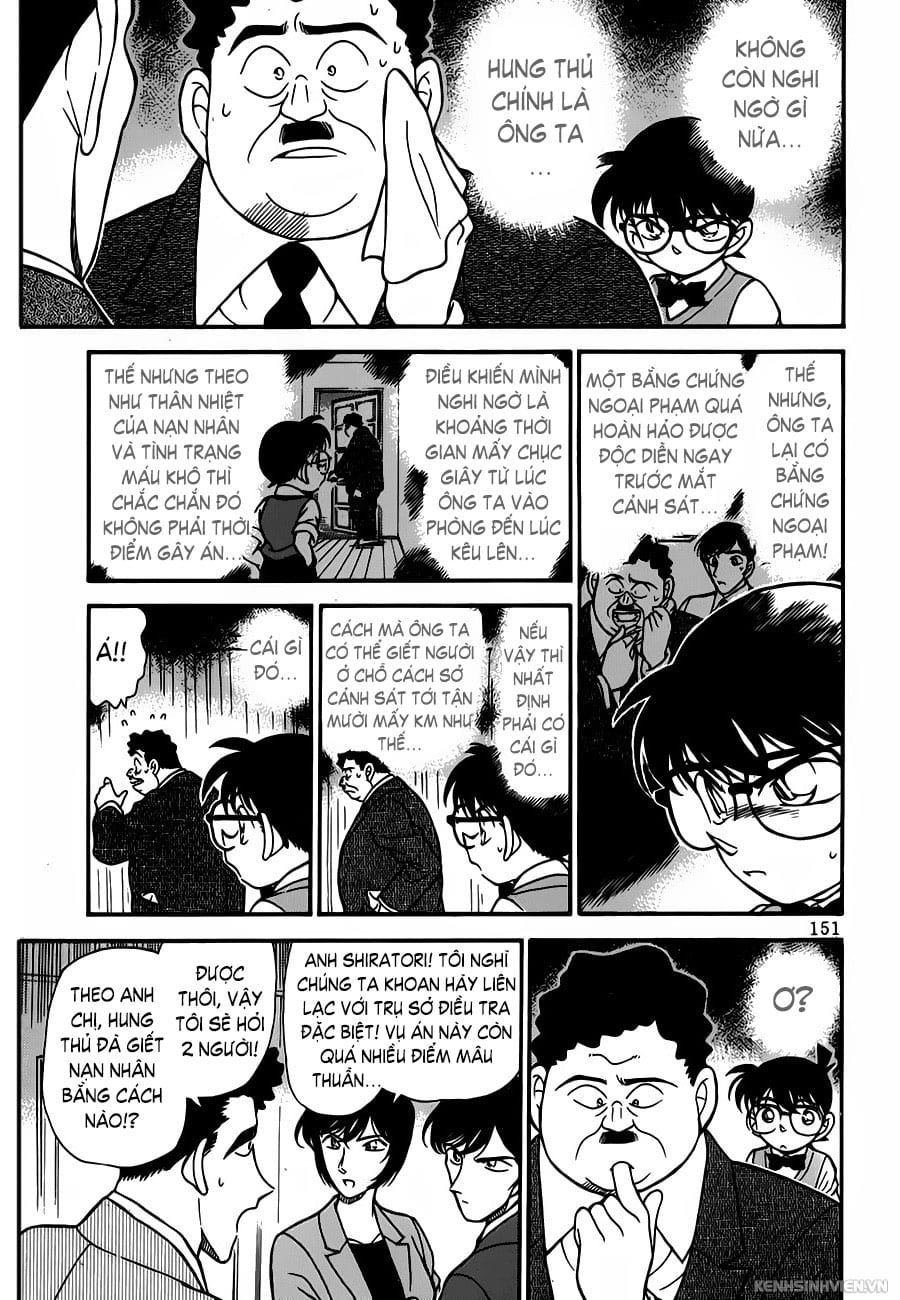 KHÔNG
CÒN NGHI
NGỜ GÌ
NỮA...
HUNG THỦ
CHÍNH LÀ
ÔNG TA
...
THẾ
NHƯNG,
ÔNG TA
LẠI CÓ
BẰNG
CHỨNG
NGOẠI
PHẠM!
MỘT BẰNG CHỨNG
NGOẠI PHẠM QUÁ
HOÀN HẢO ĐƯỢC
ĐỘC DIỄN NGAY
TRƯỚC MẮT
CẢNH SÁT...
ĐIỀU KHIẾN MÌNH
NGHI NGỜ LÀ
KHOẢNG THỜI
GIAN MẤY CHỤC
GIÂY TỪ LÚC
ÔNG TA VÀO
PHÒNG ĐẾN LÚC
KÊU LÊN...
THẾ NHƯNG THEO
NHƯ THÂN NHIỆT
CỦA NẠN NHÂN
VÀ TÌNH TRẠNG
MÁU KHÔ THÌ
CHẮC CHẮN ĐÓ
KHÔNG PHẢI THỜI
ĐIỂM GÂY ÁN...
NẾU
VẬY THÌ
NHẤT
ĐỊNH
PHẢI CÓ
CÁI GÌ
ĐÓ...
CÁCH MÀ ÔNG TA
CÓ THỂ GIẾT NGƯỜI
Ở CHỖ CÁCH SỞ
CẢNH SÁT TỚI TẬN
MƯỜI MẤY KM NHƯ
THẾ...
CÁI GÌ
ĐÓ...
Á!!
151
Ơ?
ANH SHIRATORI! TÔI NGHĨ
CHÚNG TA KHOAN HÃY LIÊN
LẠC VỚI TRỤ SỞ ĐIỀU TRA
ĐẶC BIỆT! VỤ ÁN NÀY CÒN
QUÁ NHIỀU ĐIỂM MÂU
THUẪN...
ĐƯỢC
THÔI, VẬY
TÔI SẼ HỎI
2 NGƯỜI!
THEO ANH
CHỊ, HUNG
THỦ ĐÃ GIẾT
NẠN NHÂN
BẰNG CÁCH
NÀO!?
KENHSINHVIEN.VN